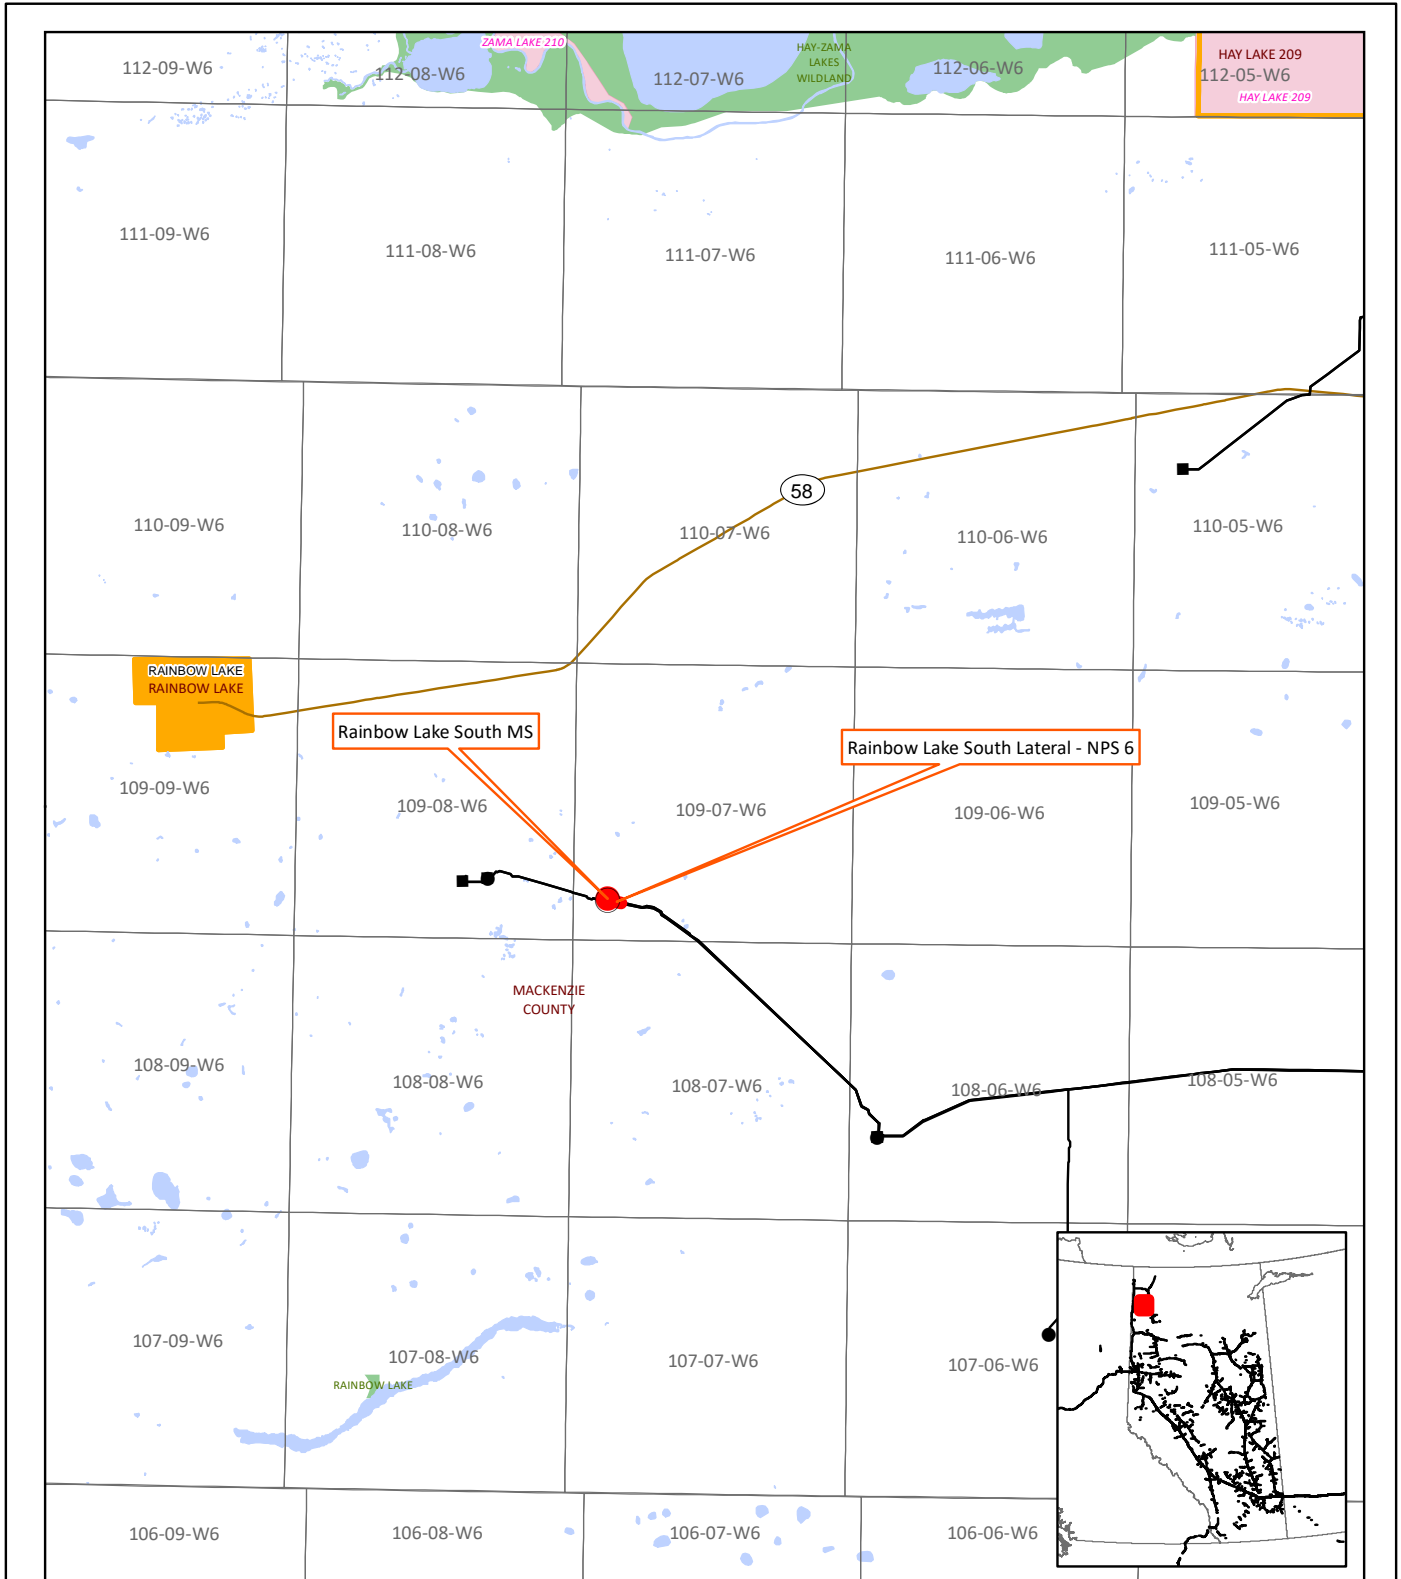 ZAMA LAKE 210
HAY-ZAMA
LAKES
WILDLAND
HAY LAKE 209
112-09-W6
112-08-W6
112-07-W6
112-06-W6
112-05-W6
HAY LAKE 209
111-09-W6
111-08-W6
111-07-W6
111-06-W6
111-05-W6
58
110-09-W6
110-08-W6
110-07-W6
110-06-W6
110-05-W6
RAINBOW LAKE
RAINBOW LAKE
Rainbow Lake South MS
Rainbow Lake South Lateral - NPS 6
109-09-W6
109-08-W6
109-07-W6
109-06-W6
109-05-W6
MACKENZIE
COUNTY
108-09-W6
108-08-W6
108-07-W6
108-06-W6
108-05-W6
107-09-W6
107-08-W6
107-07-W6
107-06-W6
RAINBOW LAKE
106-09-W6
106-08-W6
106-07-W6
106-06-W6